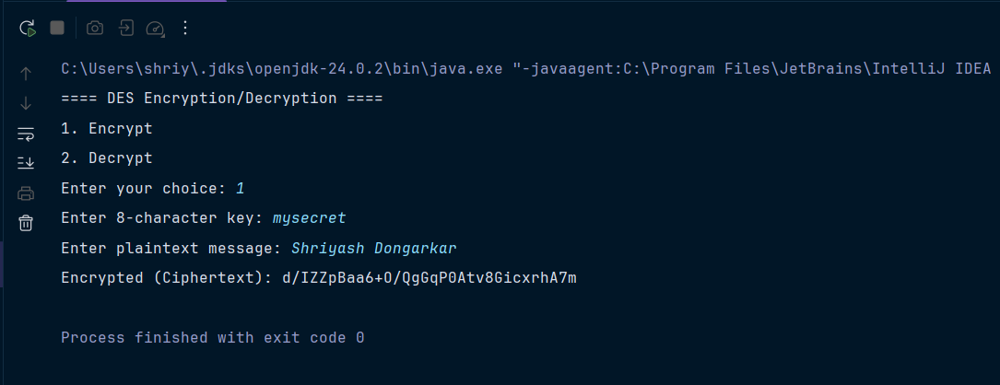 C:\Users\shriy\.jdks\openjdk-24.0.2\bin\java.exe "-javaagent:C:\Program Files\JetBrains\IntelliJ IDEA
==== DES Encryption/Decryption ====
1. Encrypt
2. Decrypt
Enter your choice: 1
Enter 8-character key: mysecret
Enter plaintext message: Shriyash Dongarkar
Encrypted (Ciphertext): d/IZZpBaa6+O/QgGqP0Atv8GicxrhA7m
Process finished with exit code 0